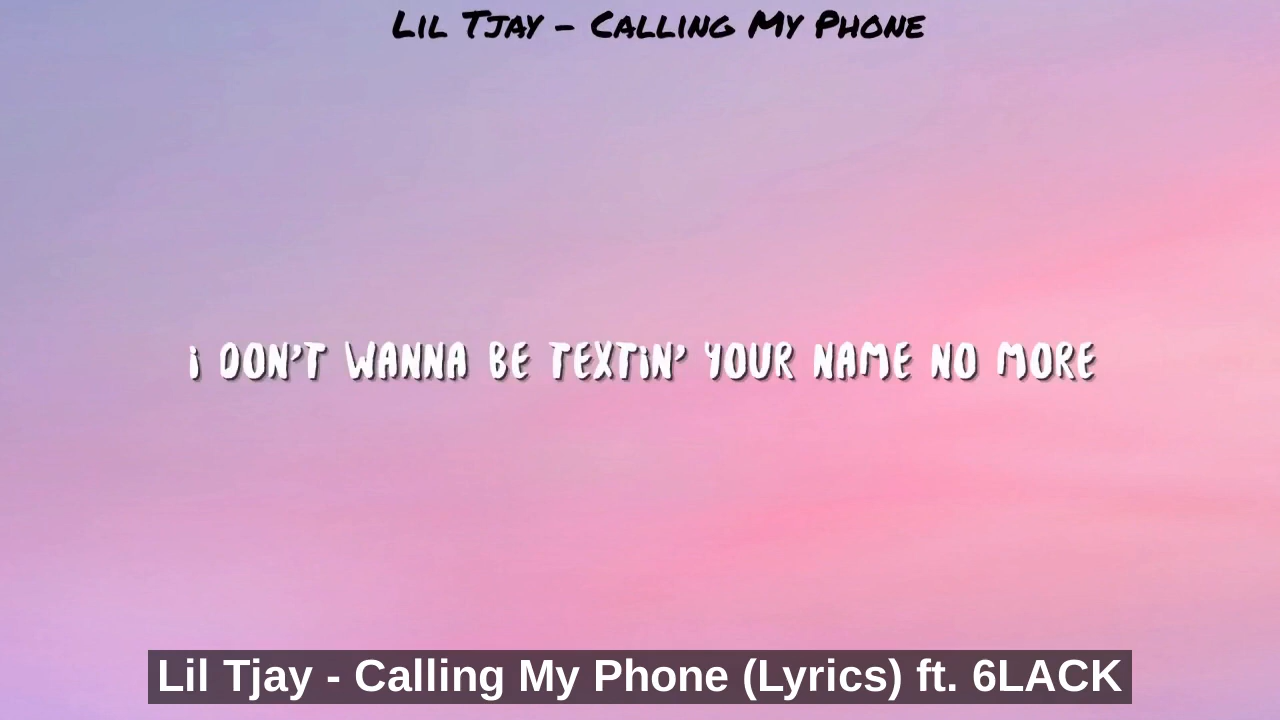 Lil Tjay - Calling My Phone
i DON'T WANNA BE TEXTiN' YOUR NAME NO MORE
Lil Tjay - Calling My Phone (Lyrics) ft. 6LACK